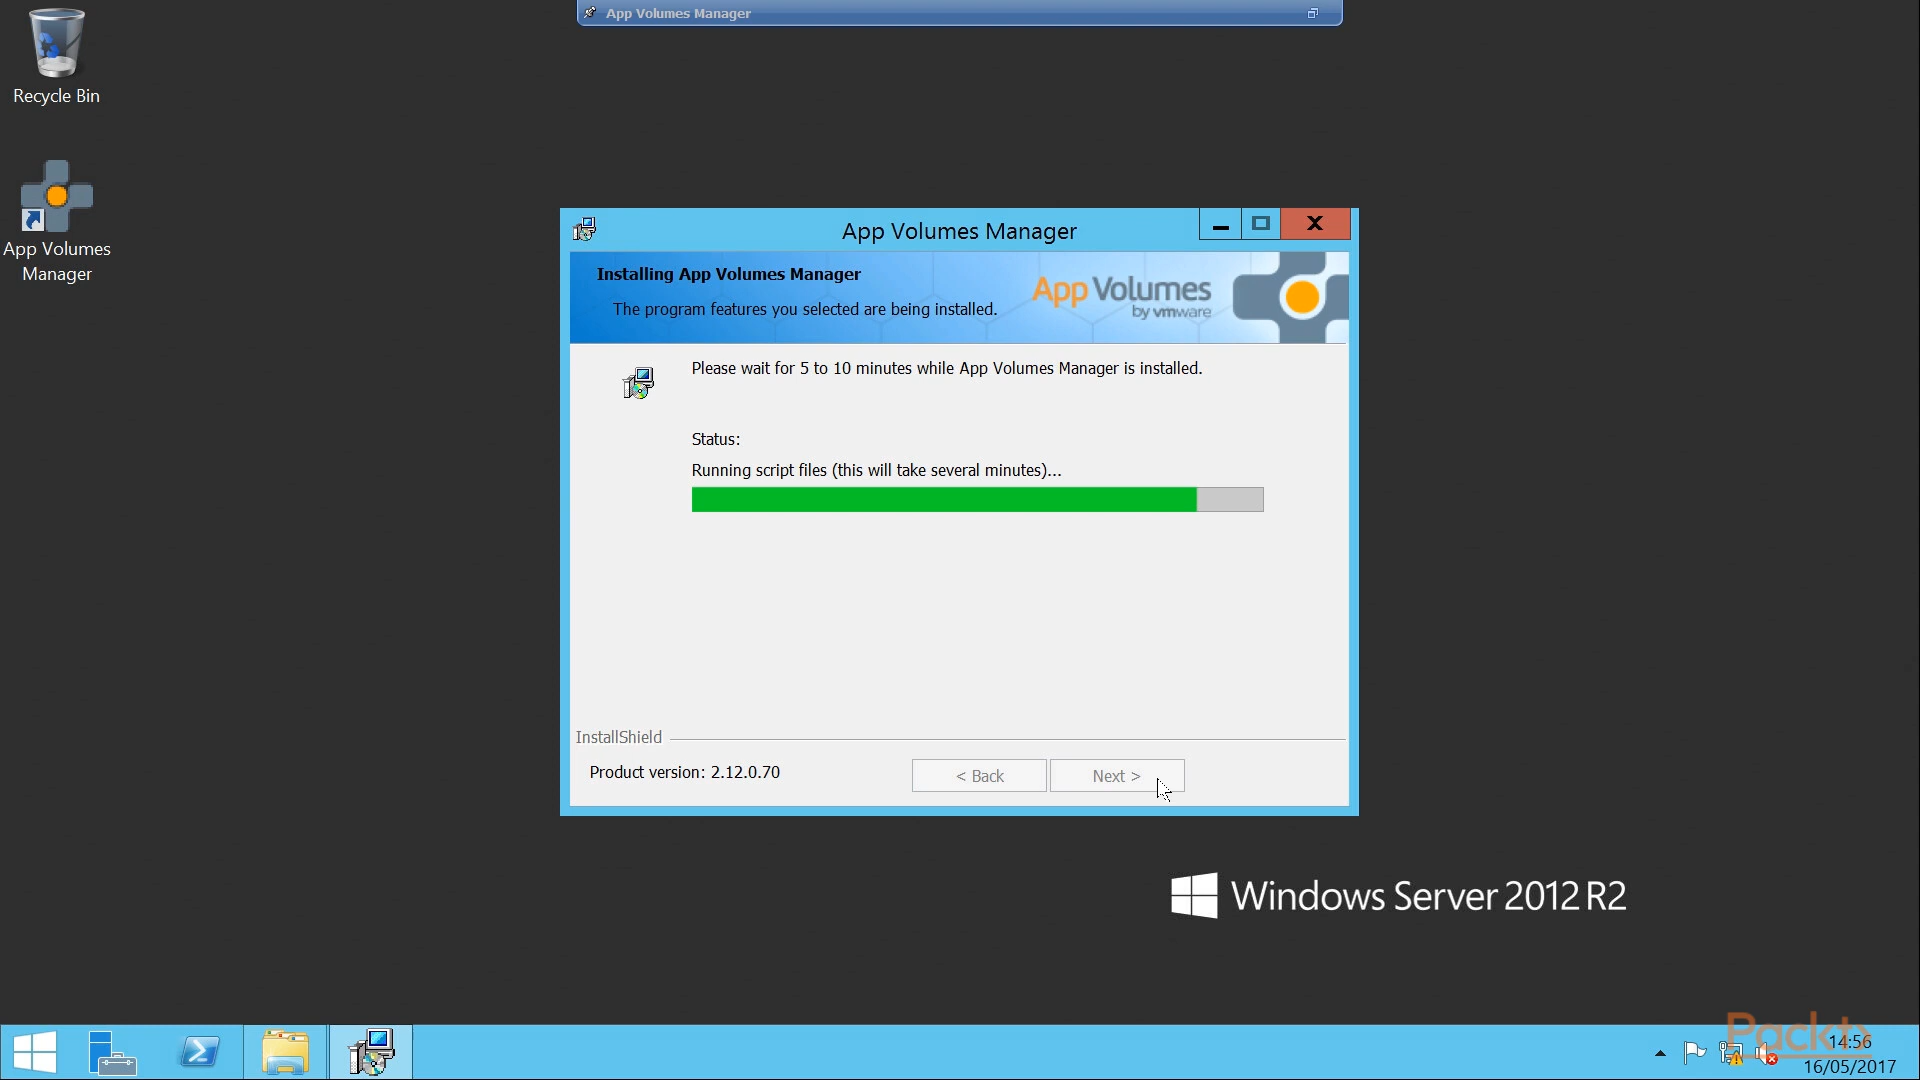 App Volumes Manager
Recycle Bin
App Volumes
Manager
App Volumes Manager
Installing App Volumes Manager
The program features you selected are being installed.
App Volumes
by vmware
Please wait for 5 to 10 minutes while App Volumes Manager is installed.
Status:
Running script files (this will take several minutes)...
InstallShield
Product version: 2.12.0.70
< Back
Next >
Windows Server 2012 R2
Packt>
14:56
16/05/2017